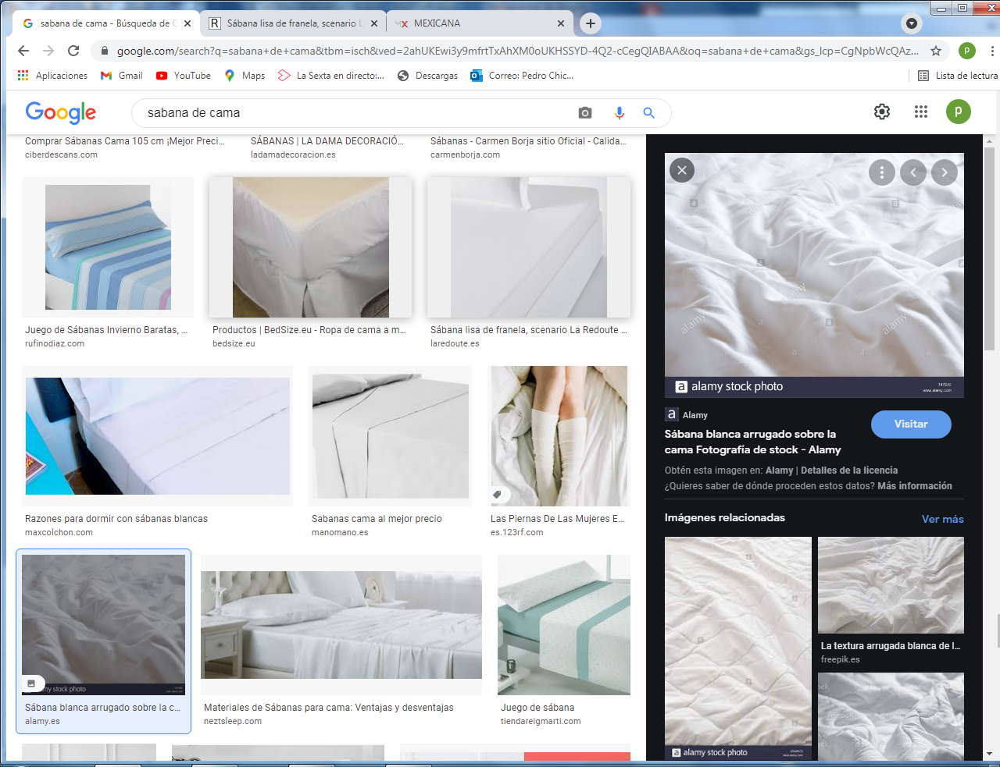 sabana de cama - Búsqueda de G
Sábana lisa de franela, scenario L
MEXICANA
google.com/search?q=sabana+de+cama&tbm=isch&ved=2ahUKEwi3y9mfrtTxAhXM0oUKHSSYD-4Q2-cCegQIABAA&oq=sabana+de+cama&gs_lcp=CgNpbWcQAz...
Aplicaciones
Gmail
YouTube
Maps
La Sexta en directo:...
Descargas
Correo: Pedro Chic...
Lista de lectura
Google
sabana de cama
p
Comprar Sábanas Cama 105 cm ¡Mejor Preci...
ciberdescans.com
SÁBANAS | LA DAMA DECORACIÓ...
ladamadecoracion.es
Sábanas - Carmen Borja sitio Oficial - Calida...
carmenborja.com
Juego de Sábanas Invierno Baratas, ...
rufinodiaz.com
Productos | BedSize.eu - Ropa de cama a m...
bedsize.eu
Sábana lisa de franela, scenario La Redoute ...
laredoute.es
Razones para dormir con sábanas blancas
maxcolchon.com
Sabanas cama al mejor precio
manomano.es
Las Piernas De Las Mujeres E...
es.123rf.com
Sábana blanca arrugado sobre la c...
alamy.es
Materiales de Sábanas para cama: Ventajas y desventajas
neztsleep.com
Juego de sábana
tiendareigmarti.com
alamy
alamy
alamy
a alamy stock photo
www.alamy.com
a Alamy
Visitar
Sábana blanca arrugado sobre la
cama Fotografía de stock - Alamy
Obtén esta imagen en: Alamy | Detalles de la licencia
¿Quieres saber de dónde proceden estos datos? Más información
Imágenes relacionadas
Ver más
La textura arrugada blanca de l...
freepik.es
a alamy stock photo